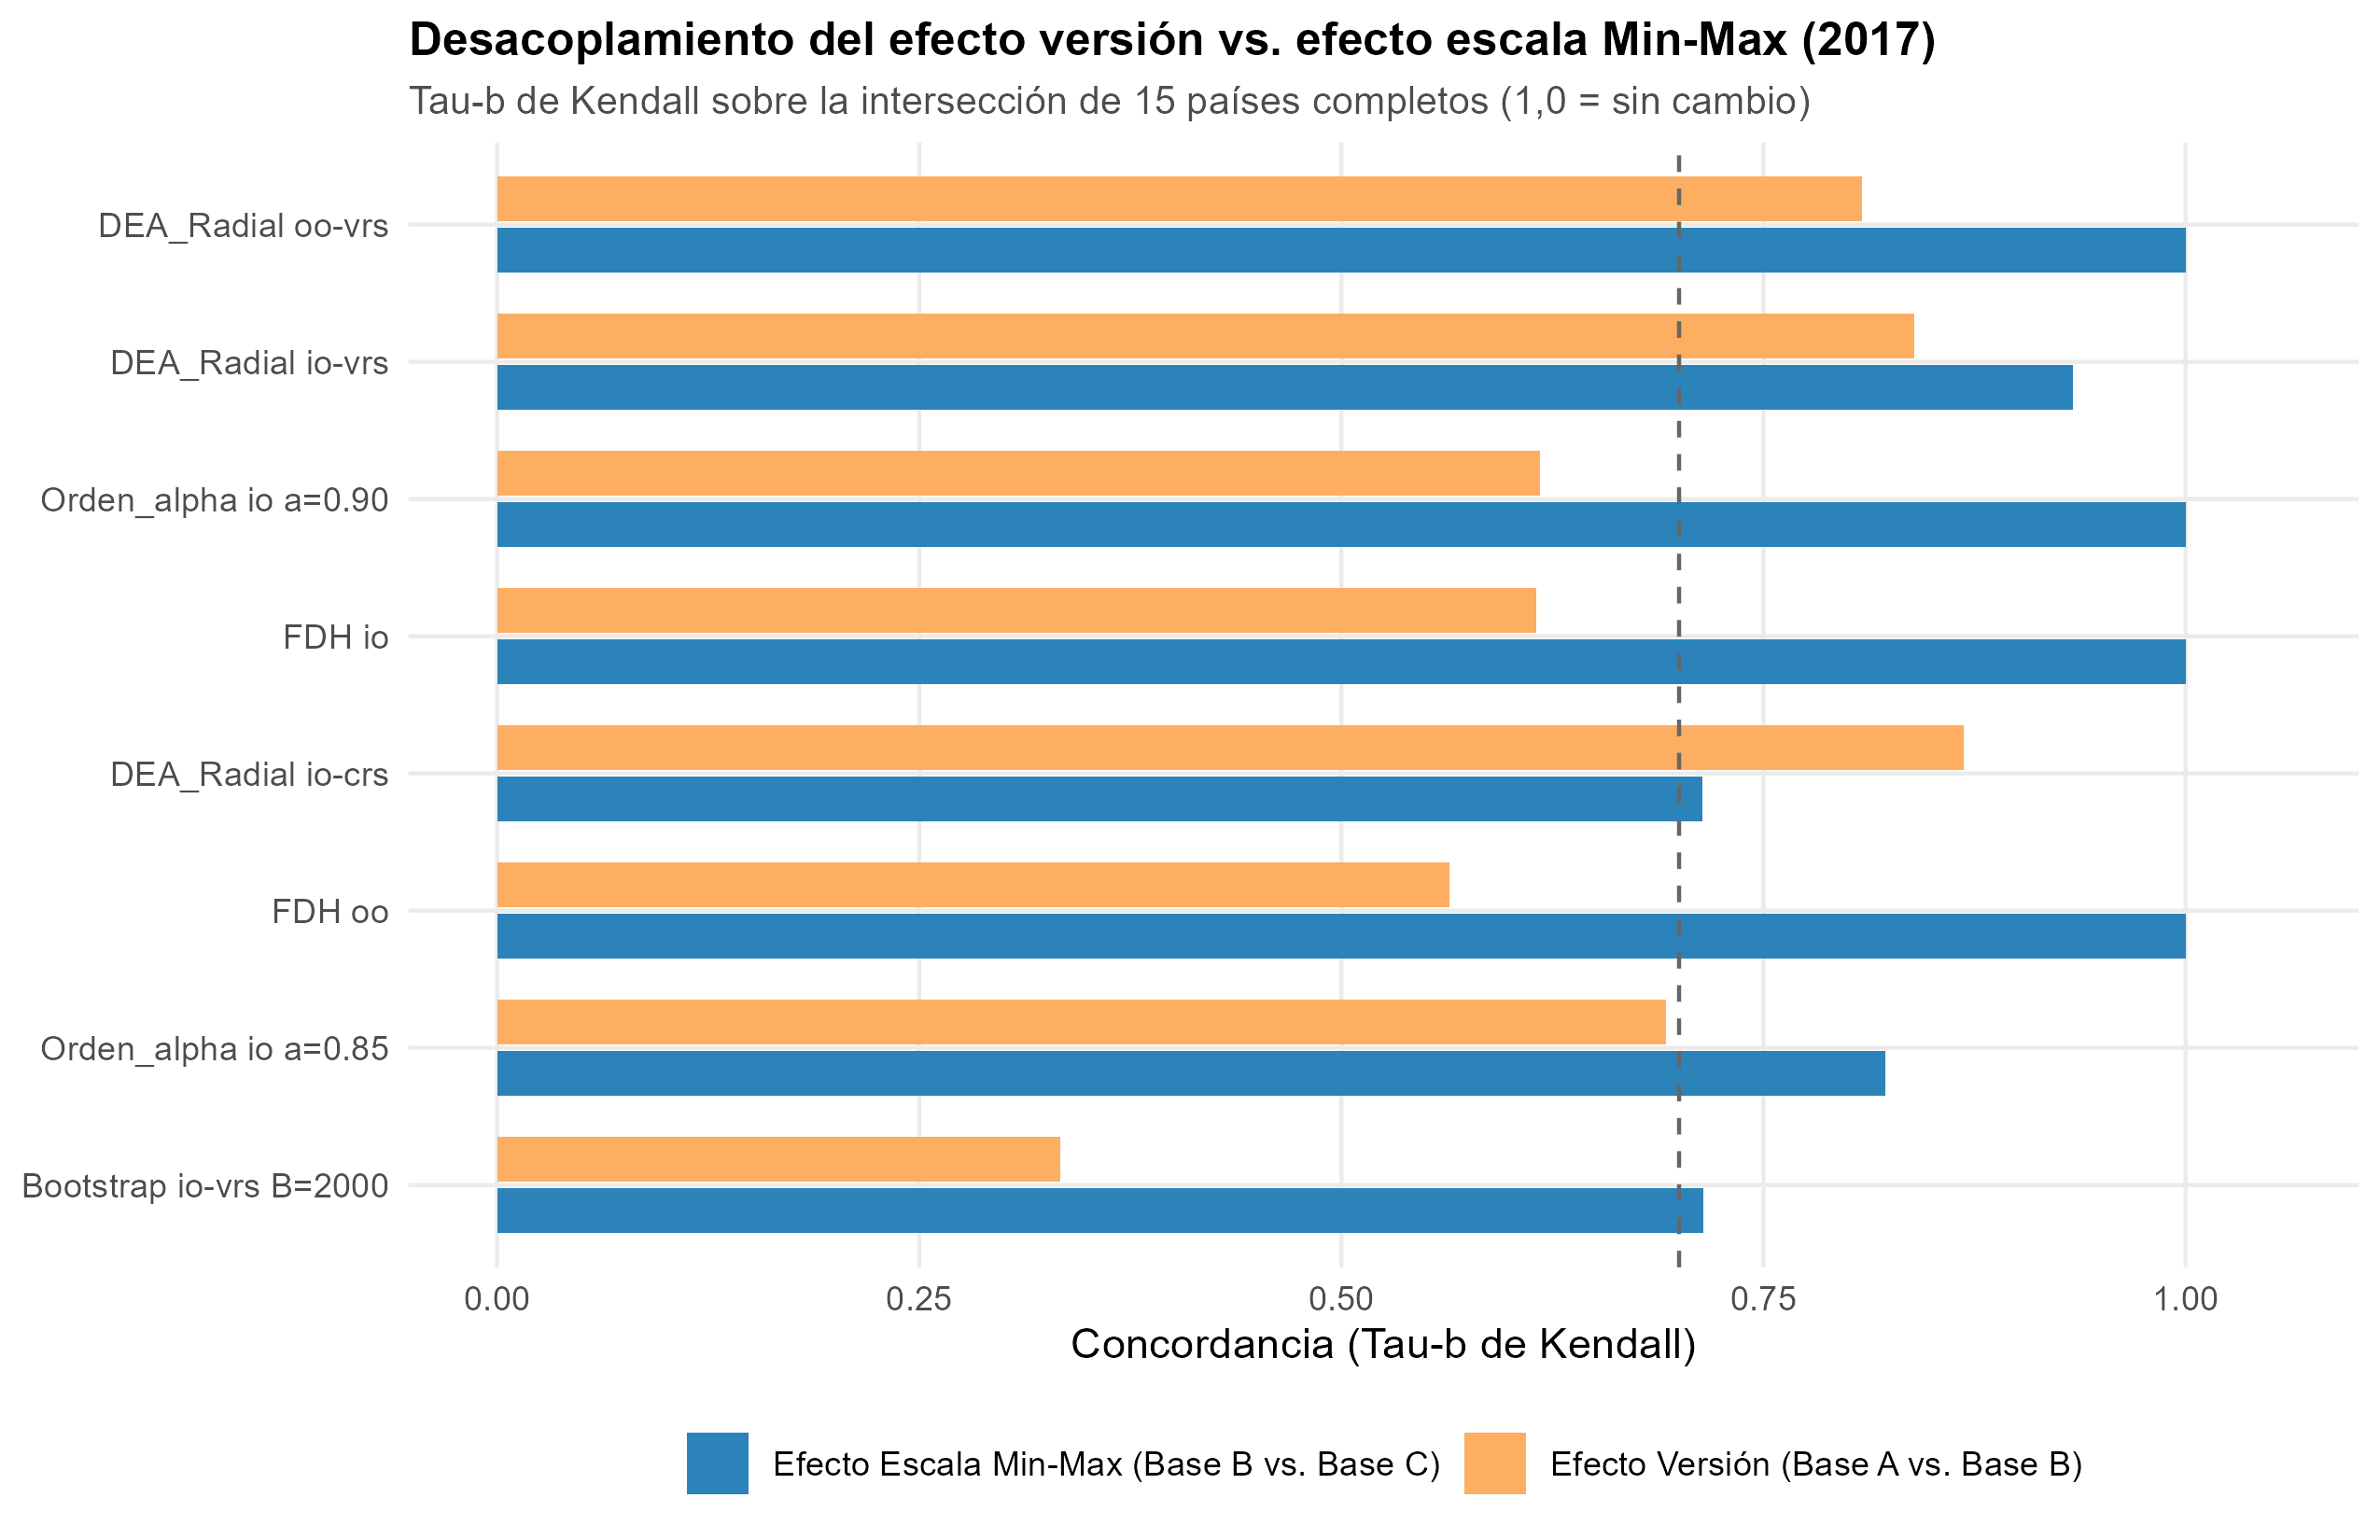 Desacoplamiento del efecto versión vs. efecto escala Min-Max (2017)
Tau-b de Kendall sobre la intersección de 15 países completos (1,0 = sin cambio)
DEA_Radial oo-vrs
DEA_Radial io-vrs
Orden_alpha io a=0.90
FDH io
DEA_Radial io-crs
FDH oo
Orden_alpha io a=0.85
Bootstrap io-vrs B=2000
0.00 0.25 0.50 0.75 1.00
Concordancia (Tau-b de Kendall)
Efecto Escala Min-Max (Base B vs. Base C) Efecto Versión (Base A vs. Base B)